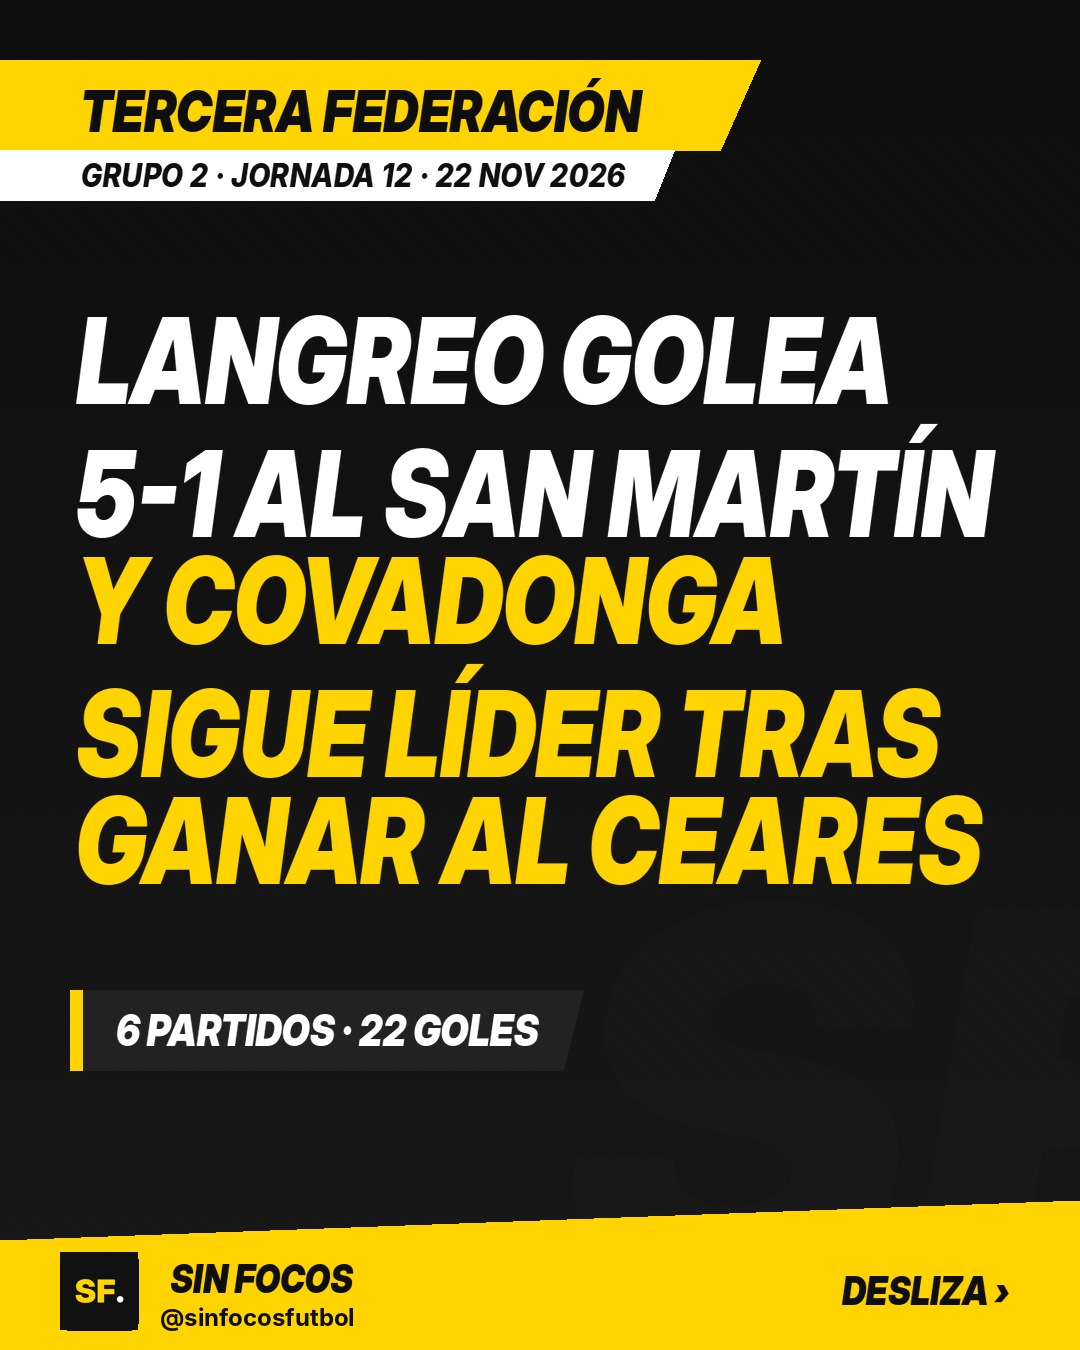 TERCERA FEDERACIÓN
GRUPO 2 · JORNADA 12 · 22 NOV 2026
LANGREO GOLEA
5-1 AL SAN MARTÍN
Y COVADONGA
SIGUE LÍDER TRAS
GANAR AL CEARES
6 PARTIDOS · 22 GOLES
SF
SF.
SIN FOCOS
@sinfocosfutbol
DESLIZA ›